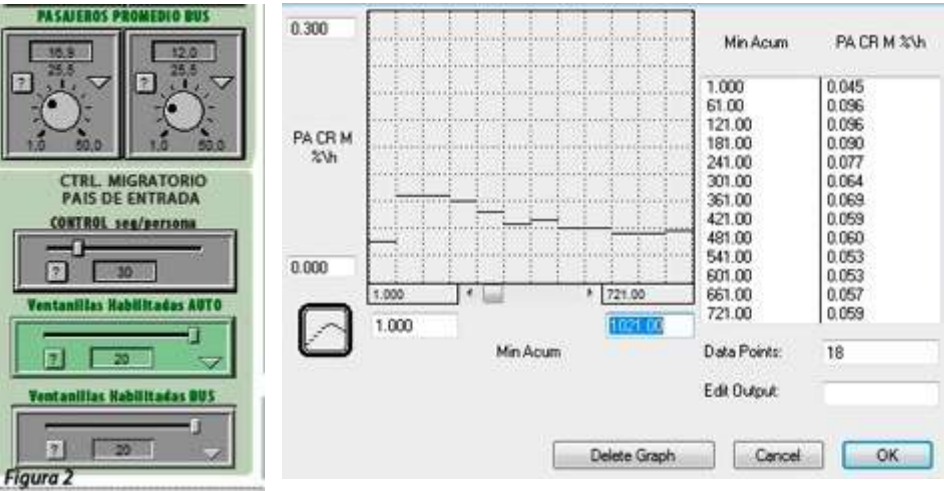 PASAJEROS PROMEDIO BUS
16.9 12.0
25.5 25.5
? ?
1.0 50.0 1.0 50.0
CTRL. MIGRATORIO
PAIS DE ENTRADA
CONTROL seg/persona
? 30
Ventanillas Habilitadas AUTO
? 20
Ventanillas Habilitadas BUS
? 20
Figura 2
0.300
PA CR M
%\h
0.000
1.000 721.00
1.000 1021.00
Min Acum
Min Acum PA CR M %\h
1.000 0.045
61.00 0.096
121.00 0.096
181.00 0.090
241.00 0.077
301.00 0.064
361.00 0.069
421.00 0.059
481.00 0.060
541.00 0.053
601.00 0.053
661.00 0.057
721.00 0.059
Data Points: 18
Edit Output:
Delete Graph Cancel OK